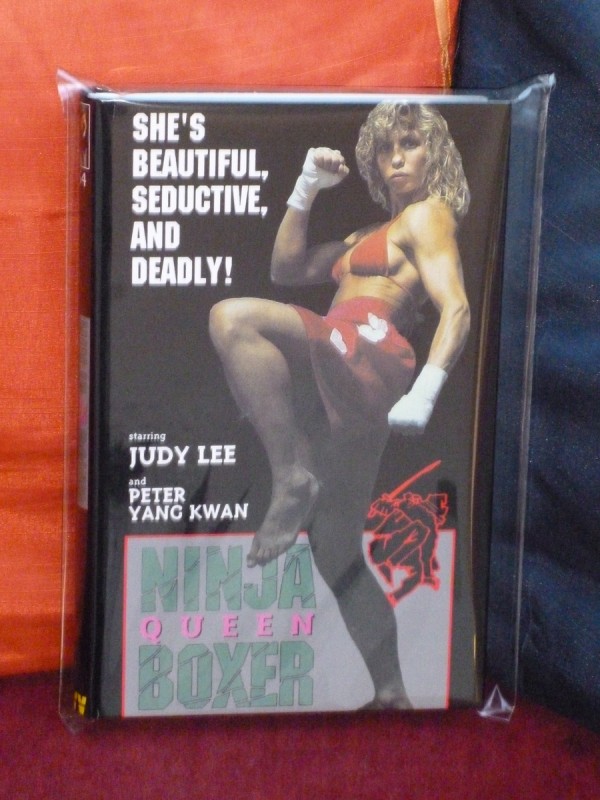 SHE'S
BEAUTIFUL,
SEDUCTIVE,
AND
DEADLY!
starring
JUDY LEE
and
PETER
YANG KWAN
NINJA
QUEEN
BOXER